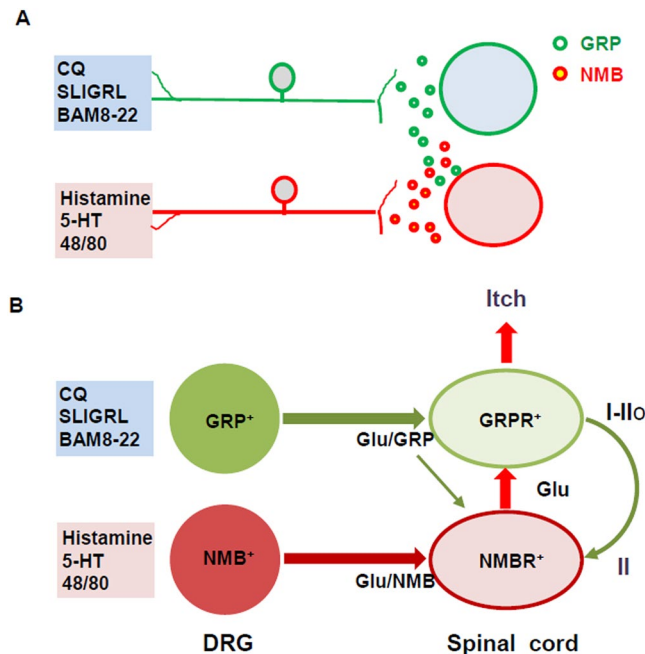 A
CQ
SLIGRL
BAM8-22
GRP
NMB
Histamine
5-HT
48/80
B
Itch
CQ
SLIGRL
BAM8-22
GRP⁺
Glu/GRP
GRPR⁺
I-IIo
Glu
Histamine
5-HT
48/80
NMB⁺
Glu/NMB
NMBR⁺
II
DRG
Spinal cord